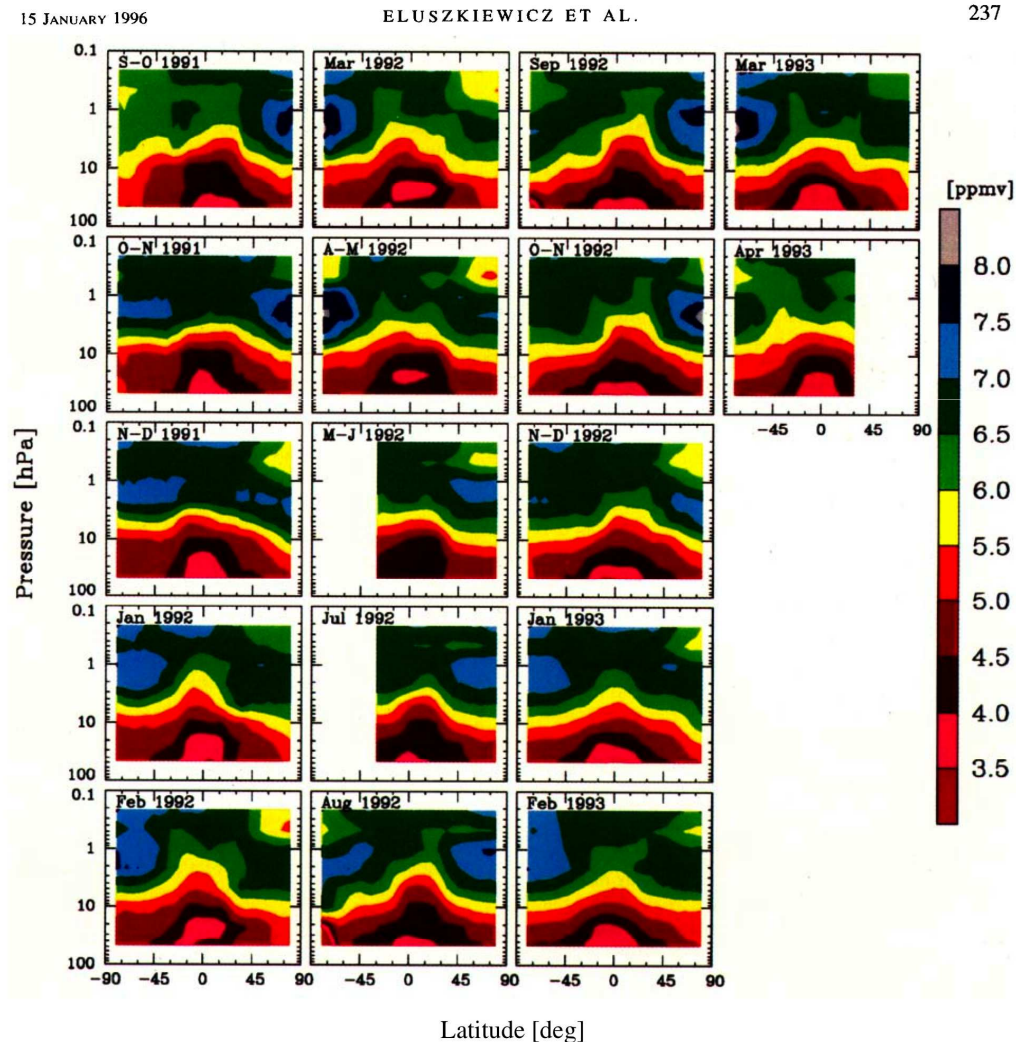 15 JANUARY 1996 ELUSZKIEWICZ ET AL. 237
0.1 S-O 1991 Mar 1992 Sep 1992 Mar 1993
1
10
100
[ppmv]
0.1 O-N 1991 A-M 1992 O-N 1992 Apr 1993
1
10
100
-45 0 45 90
0.1 N-D 1991 M-J 1992 N-D 1992
1
10
100
0.1 Jan 1992 Jul 1992 Jan 1993
1
10
100
0.1 Feb 1992 Aug 1992 Feb 1993
1
10
100
-90 -45 0 45 90 -45 0 45 90 -45 0 45 90
8.0
7.5
7.0
6.5
6.0
5.5
5.0
4.5
4.0
3.5
Pressure [hPa]
Latitude [deg]